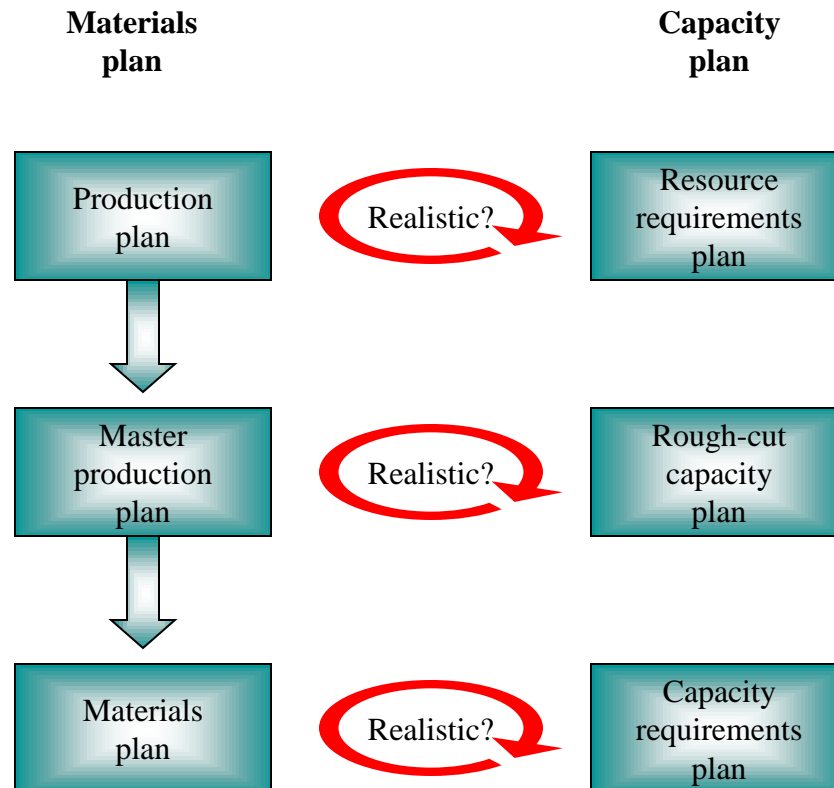 Materials
plan
Capacity
plan
Production
plan
Realistic?
Resource
requirements
plan
Master
production
plan
Realistic?
Rough-cut
capacity
plan
Materials
plan
Realistic?
Capacity
requirements
plan